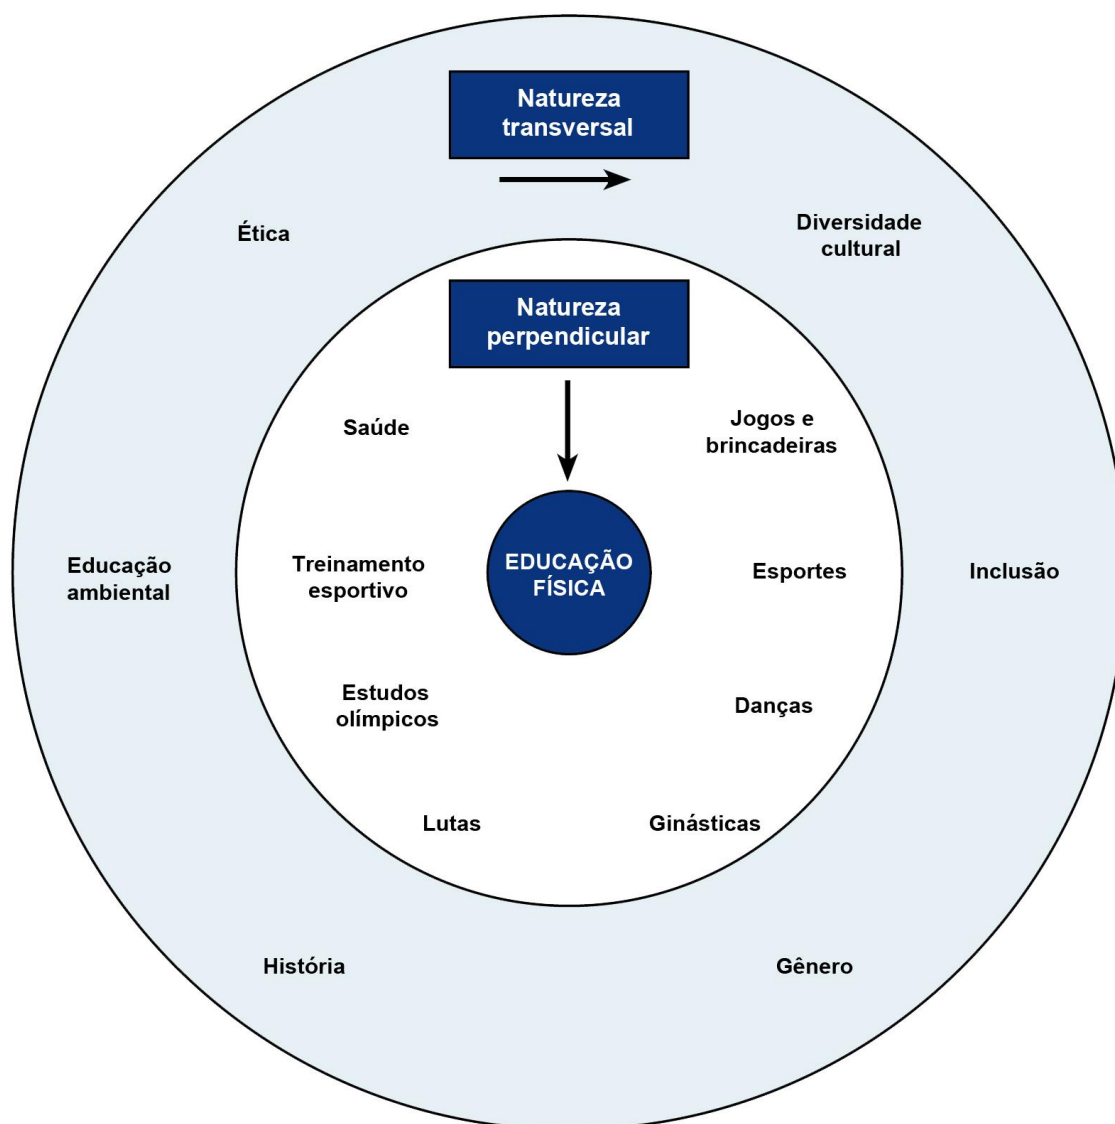 Natureza
transversal
Ética
Diversidade
cultural
Natureza
perpendicular
Saúde
Jogos e
brincadeiras
Educação
ambiental
Treinamento
esportivo
EDUCAÇÃO
FÍSICA
Esportes
Inclusão
Estudos
olímpicos
Danças
Lutas
Ginásticas
História
Gênero